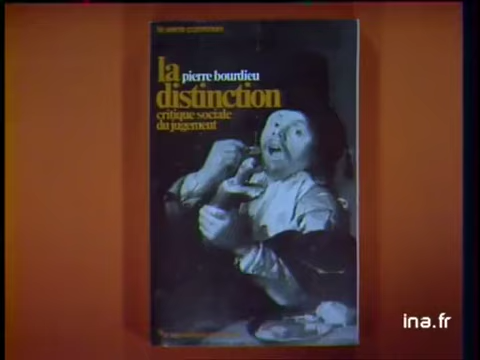 la
pierre bourdieu
distinction
critique sociale
du jugement
ina.fr